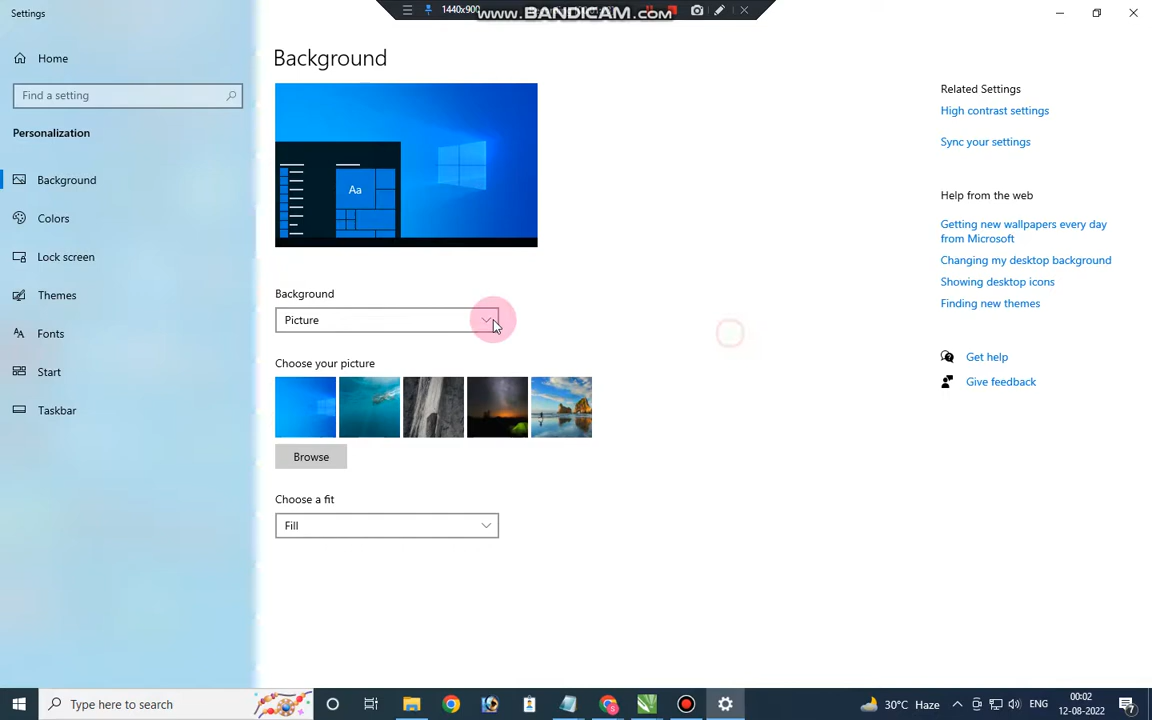 Settings
1440x900
www.BANDICAM.com
Home
Find a setting
Personalization
Background
Colors
Lock screen
Themes
Fonts
Start
Taskbar
Background
Aa
Background
Picture
Choose your picture
Browse
Choose a fit
Fill
Related Settings
High contrast settings
Sync your settings
Help from the web
Getting new wallpapers every day
from Microsoft
Changing my desktop background
Showing desktop icons
Finding new themes
Get help
Give feedback
Type here to search
30°C Haze
ENG
00:02
12-08-2022
7